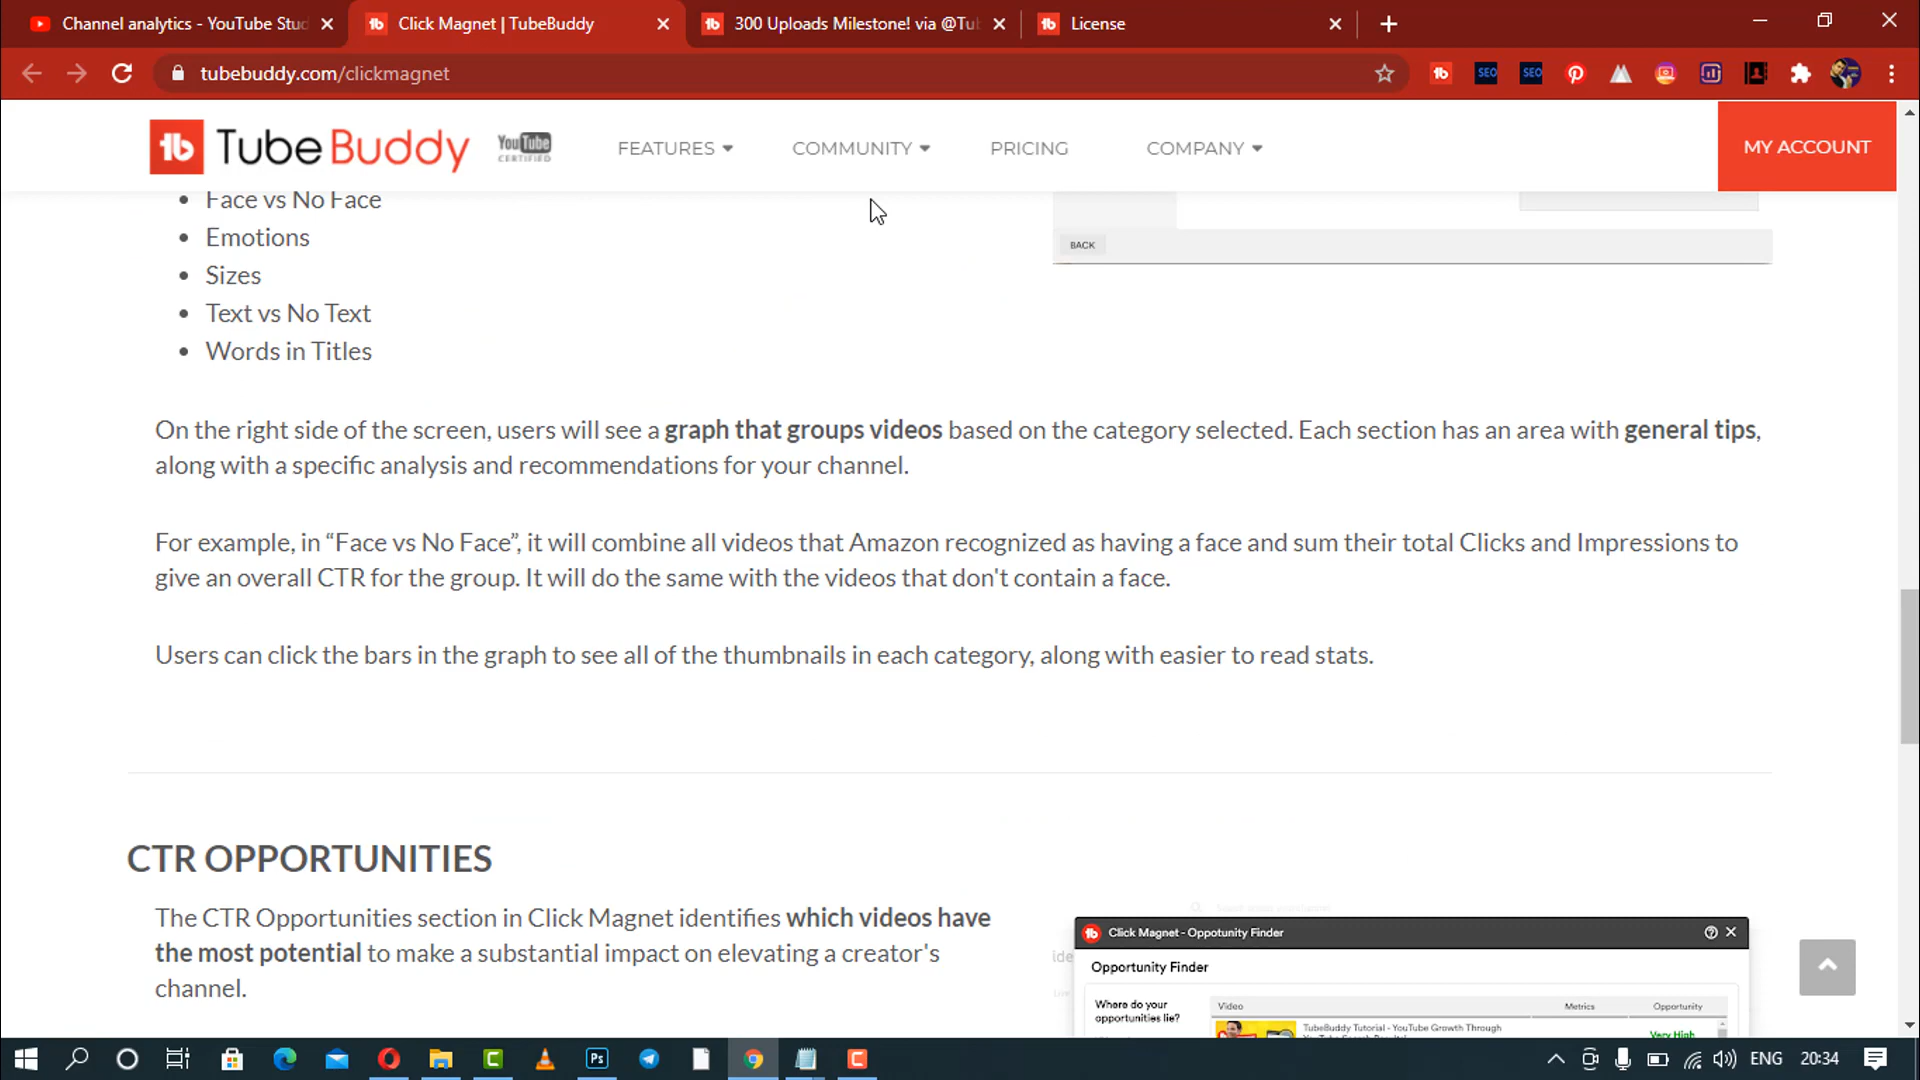 Channel analytics - YouTube Stud
Click Magnet | TubeBuddy
300 Uploads Milestone! via @Tu
License
tubebuddy.com/clickmagnet
SEO
SEO
TubeBuddy
YouTube
CERTIFIED
FEATURES
COMMUNITY
PRICING
COMPANY
MY ACCOUNT
• Face vs No Face
• Emotions
• Sizes
• Text vs No Text
• Words in Titles
BACK
On the right side of the screen, users will see a graph that groups videos based on the category selected. Each section has an area with general tips,
along with a specific analysis and recommendations for your channel.
For example, in “Face vs No Face”, it will combine all videos that Amazon recognized as having a face and sum their total Clicks and Impressions to
give an overall CTR for the group. It will do the same with the videos that don't contain a face.
Users can click the bars in the graph to see all of the thumbnails in each category, along with easier to read stats.
CTR OPPORTUNITIES
The CTR Opportunities section in Click Magnet identifies which videos have
the most potential to make a substantial impact on elevating a creator's
channel.
Click Magnet - Oppotunity Finder
Opportunity Finder
Where do your
opportunities lie?
Video
Metrics
Opportunity
TubeBuddy Tutorial - YouTube Growth Through
Very High
ENG
20:34